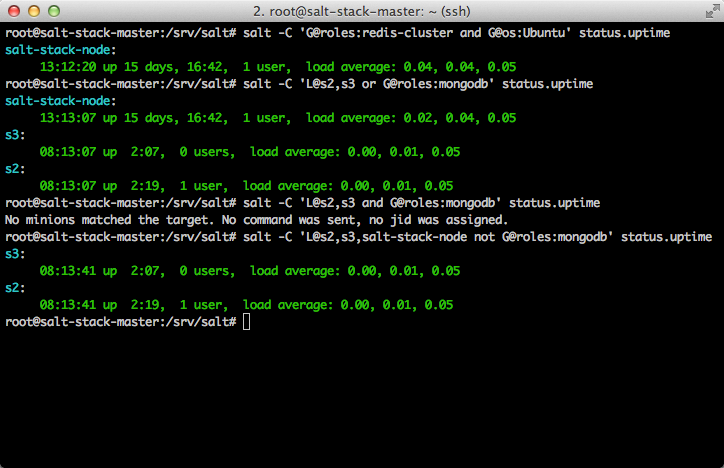 2. root@salt-stack-master: ~ (ssh)
root@salt-stack-master:/srv/salt# salt -C 'G@roles:redis-cluster and G@os:Ubuntu' status.uptime
salt-stack-node:
    13:12:20 up 15 days, 16:42,  1 user,  load average: 0.04, 0.04, 0.05
root@salt-stack-master:/srv/salt# salt -C 'L@s2,s3 or G@roles:mongodb' status.uptime
salt-stack-node:
    13:13:07 up 15 days, 16:42,  1 user,  load average: 0.02, 0.04, 0.05
s3:
    08:13:07 up  2:07,  0 users,  load average: 0.00, 0.01, 0.05
s2:
    08:13:07 up  2:19,  1 user,  load average: 0.00, 0.01, 0.05
root@salt-stack-master:/srv/salt# salt -C 'L@s2,s3 and G@roles:mongodb' status.uptime
No minions matched the target. No command was sent, no jid was assigned.
root@salt-stack-master:/srv/salt# salt -C 'L@s2,s3,salt-stack-node not G@roles:mongodb' status.uptime
s3:
    08:13:41 up  2:07,  0 users,  load average: 0.00, 0.01, 0.05
s2:
    08:13:41 up  2:19,  1 user,  load average: 0.00, 0.01, 0.05
root@salt-stack-master:/srv/salt#